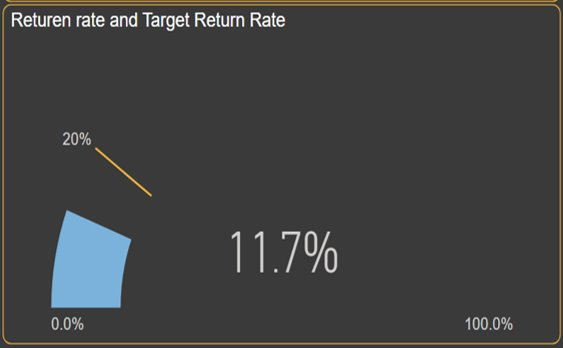 Returen rate and Target Return Rate
20%
11.7%
0.0%
100.0%